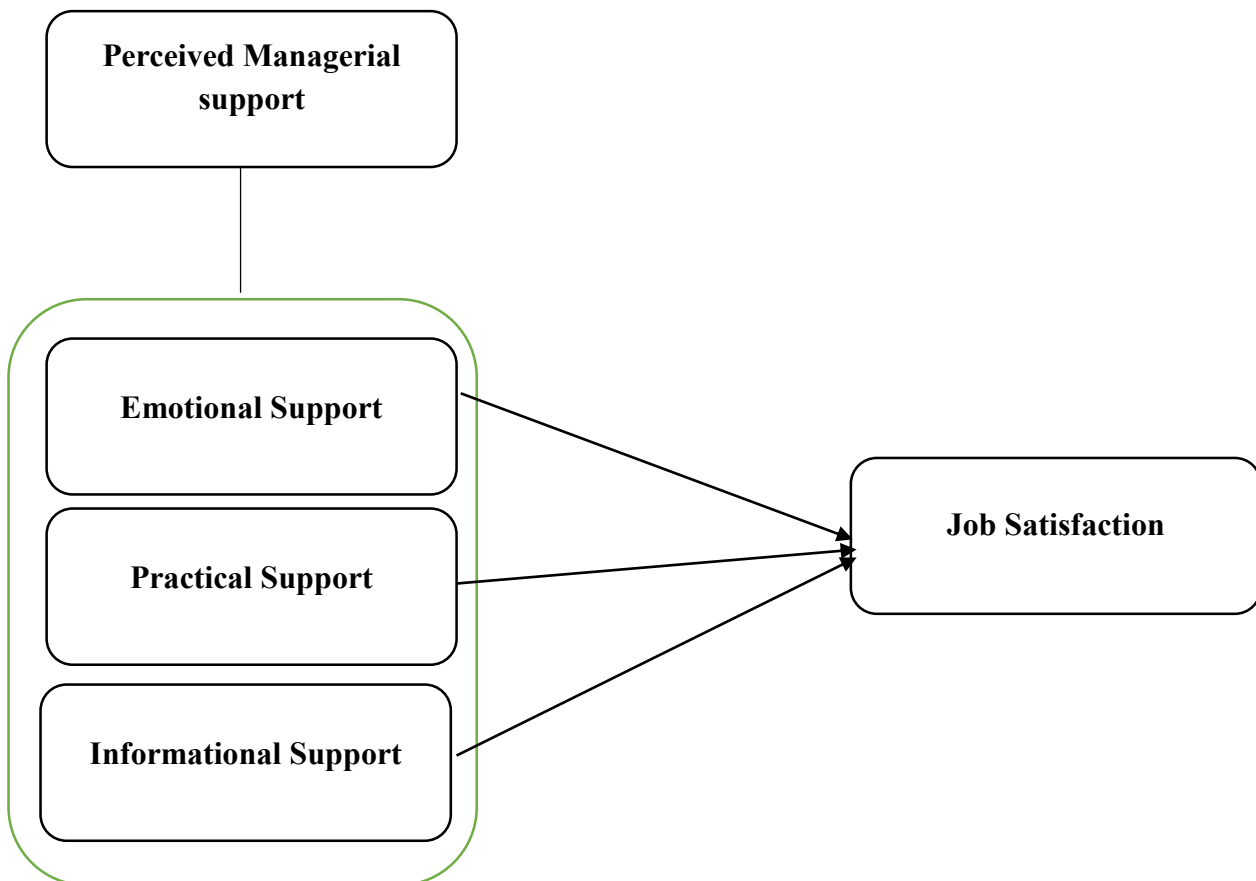 Perceived Managerial
support
Emotional Support
Practical Support
Informational Support
Job Satisfaction